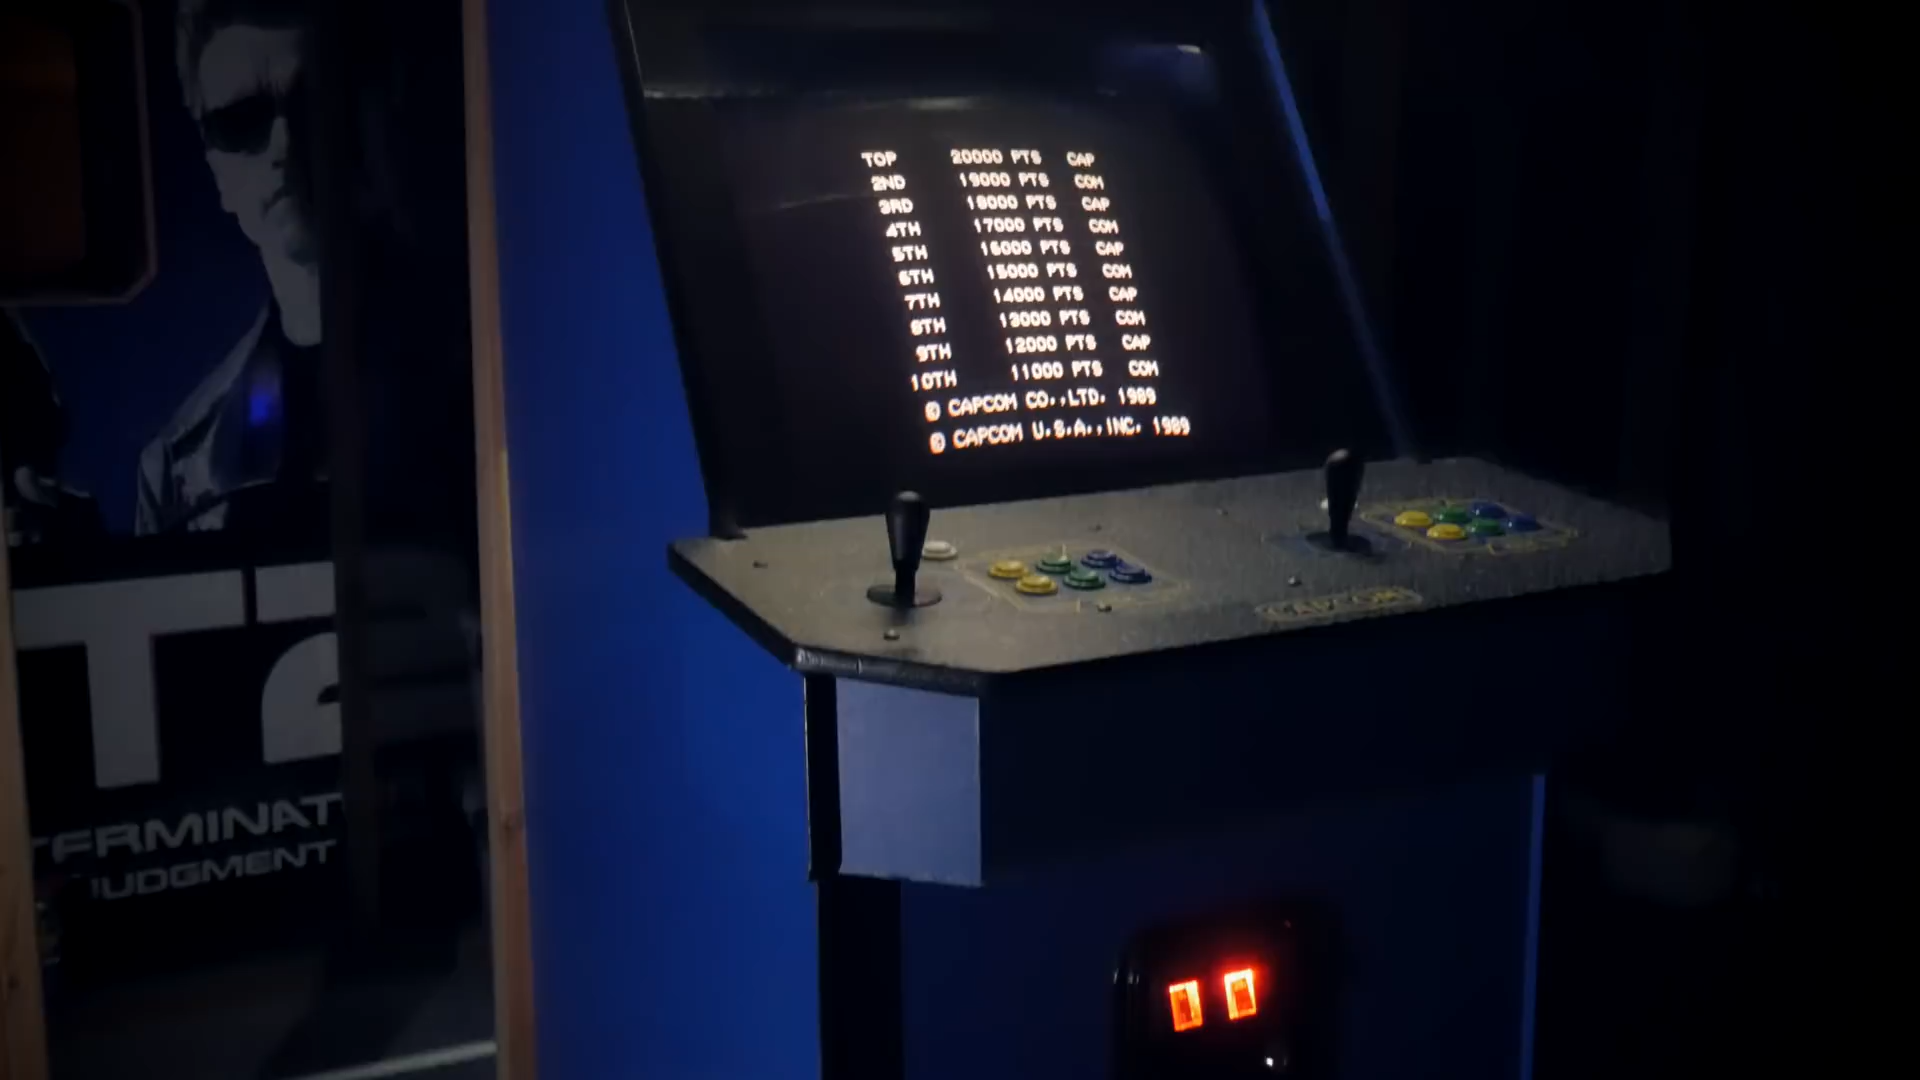 TOP 20000 PTS CAP
2ND 19000 PTS COM
3RD 18000 PTS CAP
4TH 17000 PTS COM
5TH 16000 PTS CAP
6TH 15000 PTS COM
7TH 14000 PTS CAP
8TH 13000 PTS COM
9TH 12000 PTS CAP
10TH 11000 PTS COM
© CAPCOM CO.,LTD. 1989
© CAPCOM U.S.A.,INC. 1989
CAPCOM
T2
TERMINAT
JUDGMENT